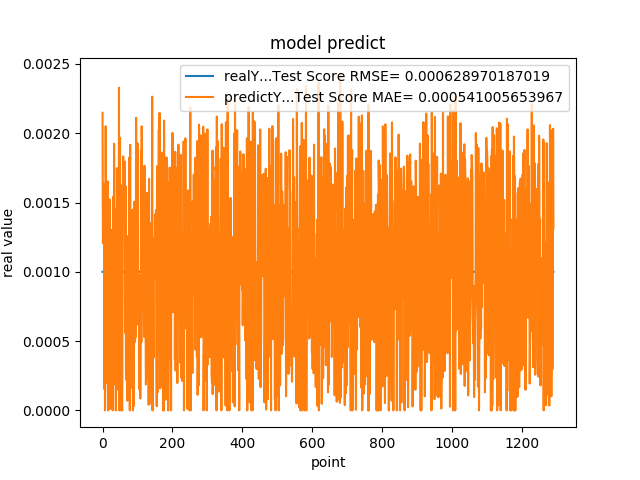 model predict
realY...Test Score RMSE= 0.000628970187019
predictY...Test Score MAE= 0.000541005653967
0.0025
0.0020
0.0015
0.0010
0.0005
0.0000
real value
0 200 400 600 800 1000 1200
point